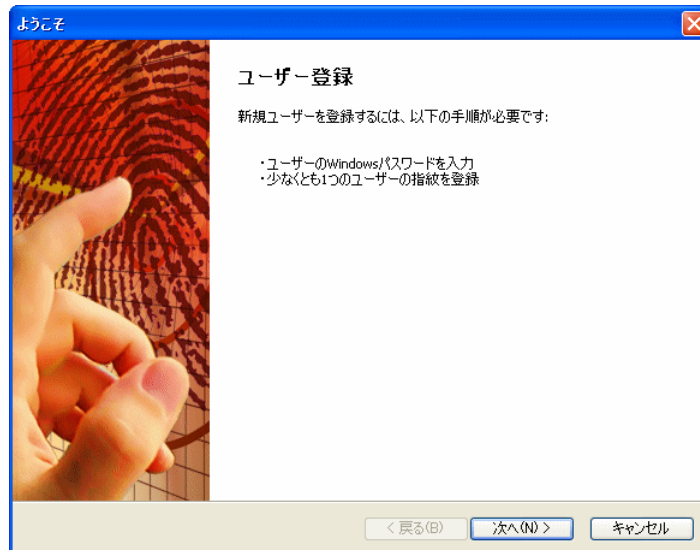 ようこそ
ユーザー登録
新規ユーザーを登録するには、以下の手順が必要です:
・ユーザーのWindowsパスワードを入力
・少なくとも1つのユーザーの指紋を登録
< 戻る(B)
次へ(N) >
キャンセル